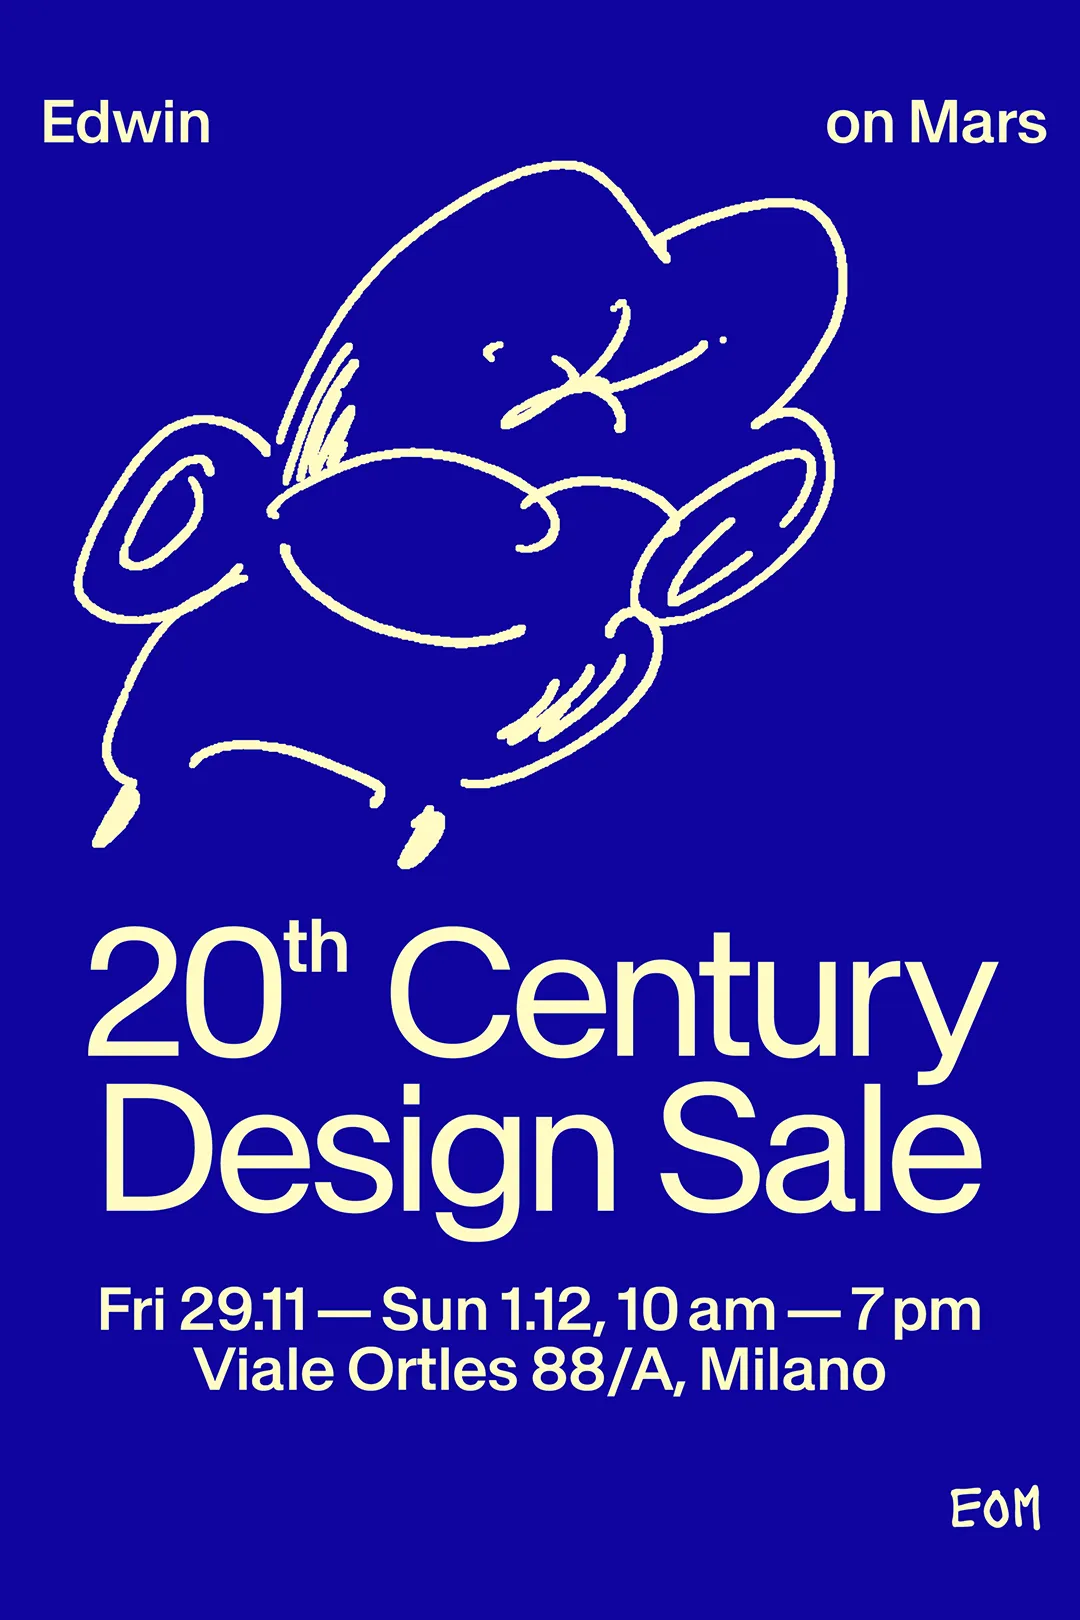 Edwin on Mars
20th Century
Design Sale
Fri 29.11 — Sun 1.12, 10 am — 7 pm
Viale Ortles 88/A, Milano
EOM